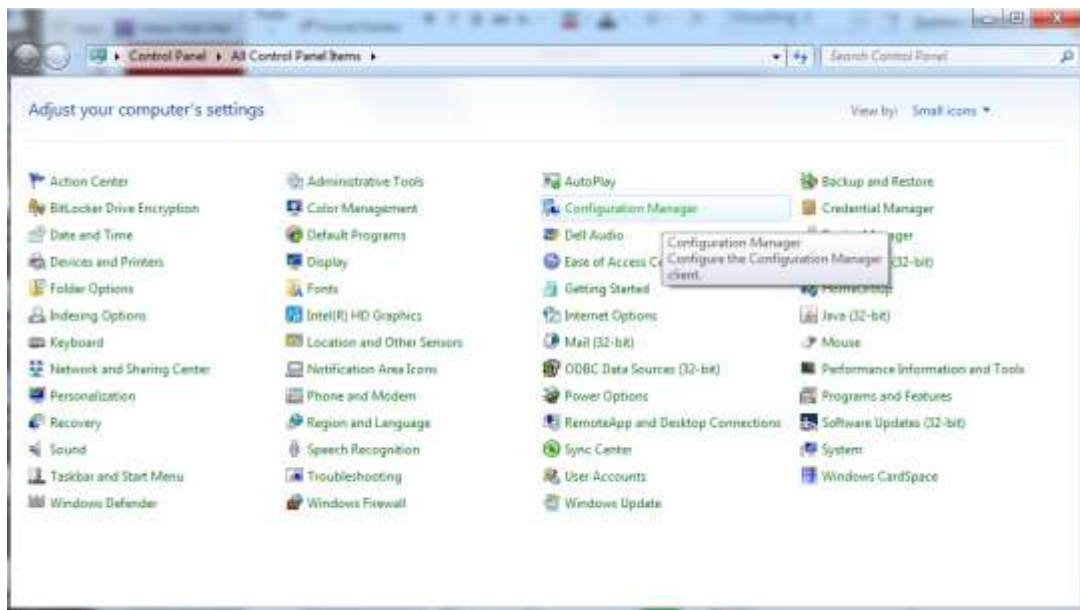 Control Panel All Control Panel Items Search Control Panel
Adjust your computer's settings View by: Small icons
Action Center Administrative Tools AutoPlay Backup and Restore
BitLocker Drive Encryption Color Management Configuration Manager Credential Manager
Date and Time Default Programs Dell Audio ager
Configuration Manager
Devices and Printers Display Ease of Access C (32-bit)
Configure the Configuration Manager
client.
Folder Options Fonts Getting Started HomeGroup
Indexing Options Intel(R) HD Graphics Internet Options Java (32-bit)
Keyboard Location and Other Sensors Mail (32-bit) Mouse
Network and Sharing Center Notification Area Icons ODBC Data Sources (32-bit) Performance Information and Tools
Personalization Phone and Modem Power Options Programs and Features
Recovery Region and Language RemoteApp and Desktop Connections Software Updates (32-bit)
Sound Speech Recognition Sync Center System
Taskbar and Start Menu Troubleshooting User Accounts Windows CardSpace
Windows Defender Windows Firewall Windows Update